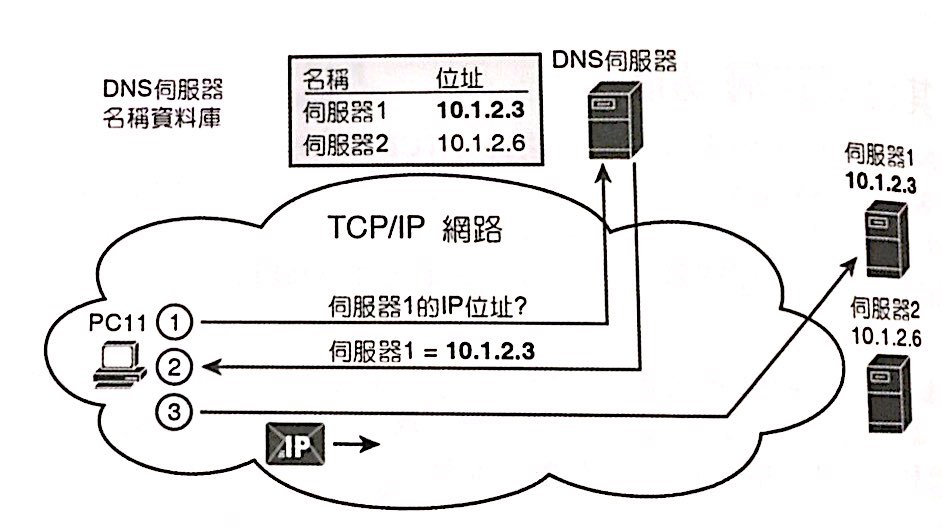 DNS伺服器
名稱資料庫
名稱 位址
伺服器1 10.1.2.3
伺服器2 10.1.2.6
DNS伺服器
伺服器1
10.1.2.3
TCP/IP 網路
伺服器1的IP位址?
PC11 1
伺服器2
10.1.2.6
伺服器1 = 10.1.2.3
2
3
IP